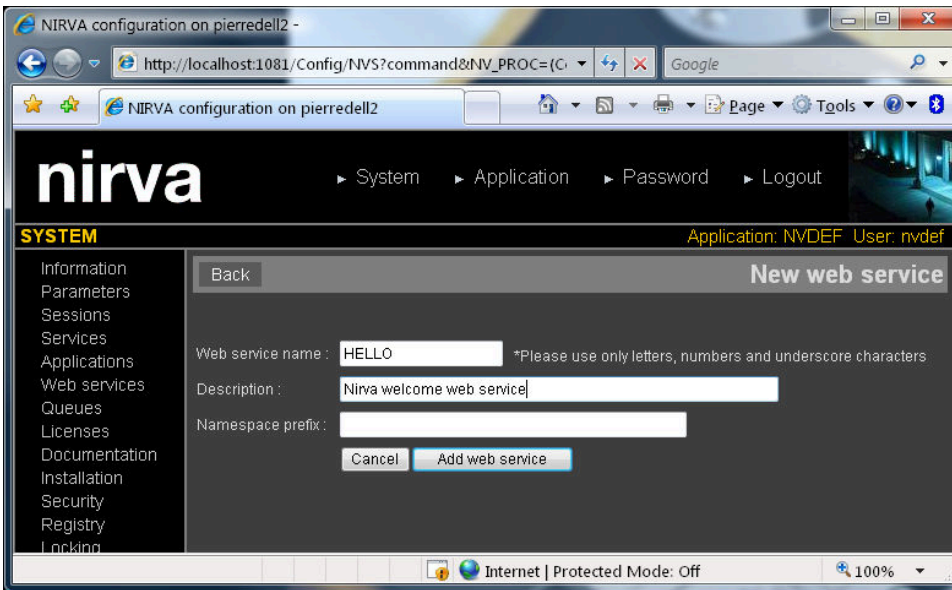 NIRVA configuration on pierredell2 -
http://localhost:1081/Config/NVS?command&NV_PROC=(C
Google
NIRVA configuration on pierredell2
Page
Tools
nirva
System
Application
Password
Logout
SYSTEM
Application: NVDEF User: nvdef
Information
Parameters
Sessions
Services
Applications
Web services
Queues
Licenses
Documentation
Installation
Security
Registry
Locking
Back
New web service
Web service name : HELLO *Please use only letters, numbers and underscore characters
Description : Nirva welcome web service
Namespace prefix :
Cancel
Add web service
Internet | Protected Mode: Off
100%